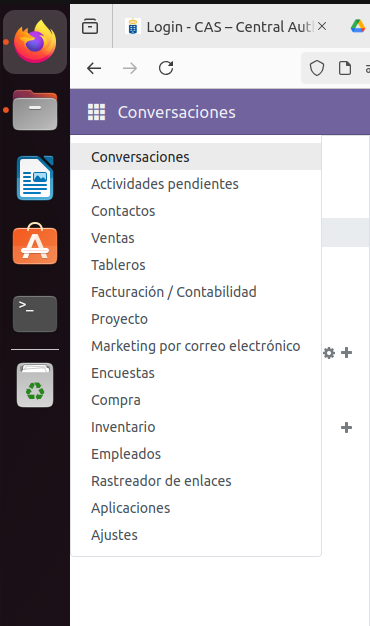 Login - CAS – Central Aut
Conversaciones
Conversaciones
Actividades pendientes
Contactos
Ventas
Tableros
Facturación / Contabilidad
Proyecto
Marketing por correo electrónico
Encuestas
Compra
Inventario
Empleados
Rastreador de enlaces
Aplicaciones
Ajustes